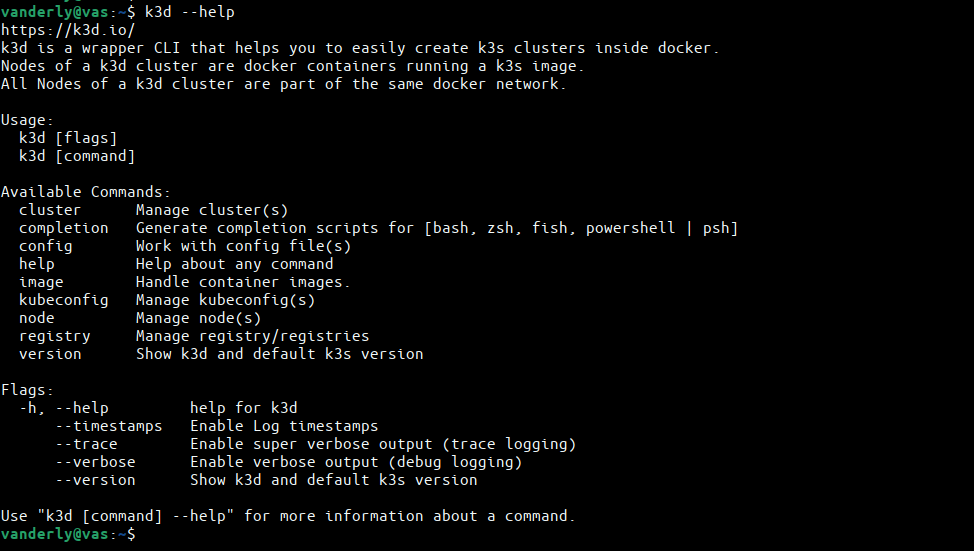 vanderly@vas:~$ k3d --help
https://k3d.io/
k3d is a wrapper CLI that helps you to easily create k3s clusters inside docker.
Nodes of a k3d cluster are docker containers running a k3s image.
All Nodes of a k3d cluster are part of the same docker network.

Usage:
  k3d [flags]
  k3d [command]

Available Commands:
  cluster      Manage cluster(s)
  completion   Generate completion scripts for [bash, zsh, fish, powershell | psh]
  config       Work with config file(s)
  help         Help about any command
  image        Handle container images.
  kubeconfig   Manage kubeconfig(s)
  node         Manage node(s)
  registry     Manage registry/registries
  version      Show k3d and default k3s version

Flags:
  -h, --help         help for k3d
      --timestamps   Enable Log timestamps
      --trace        Enable super verbose output (trace logging)
      --verbose      Enable verbose output (debug logging)
      --version      Show k3d and default k3s version

Use "k3d [command] --help" for more information about a command.
vanderly@vas:~$